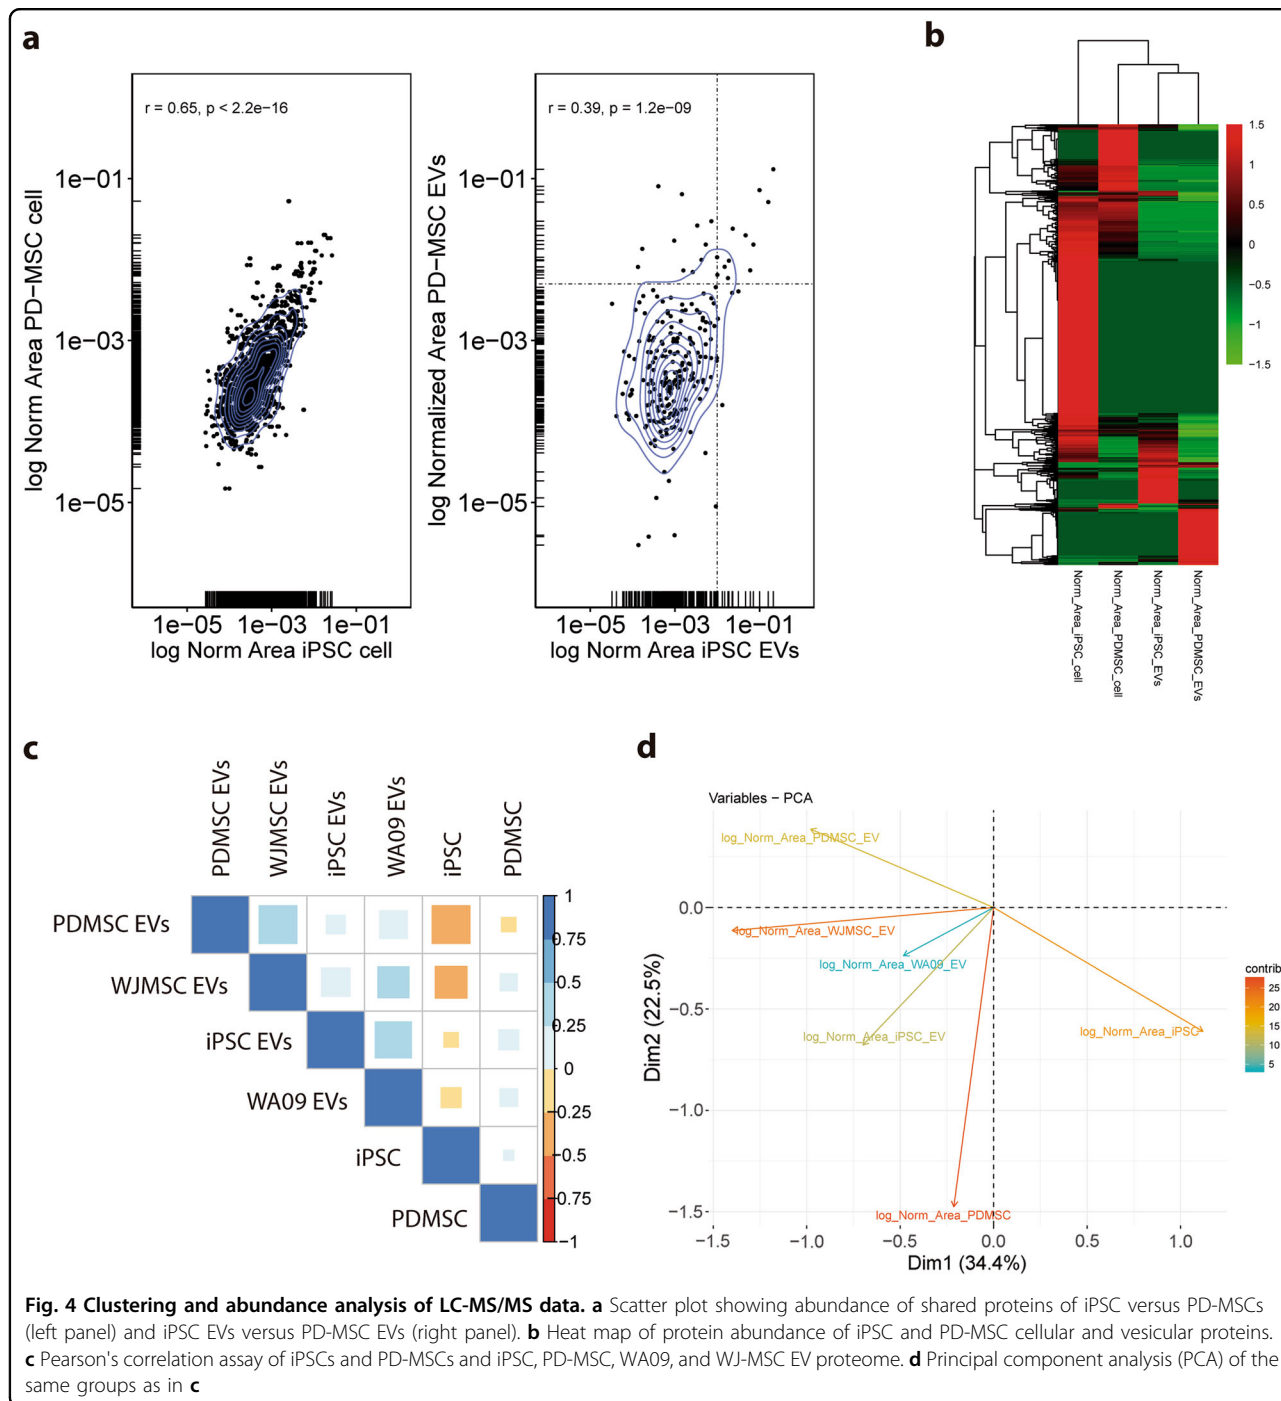 a
r = 0.65, p < 2.2e−16
1e−01
1e−03
1e−05
log Norm Area PD−MSC cell
1e−05 1e−03 1e−01
log Norm Area iPSC cell
r = 0.39, p = 1.2e−09
1e−01
1e−03
1e−05
log Normalized Area PD−MSC EVs
1e−05 1e−03 1e−01
log Norm Area iPSC EVs
b
1.5
1
0.5
0
−0.5
−1
−1.5
Norm_Area_iPSC_cell
Norm_Area_PDMSC_cell
Norm_Area_iPSC_EVs
Norm_Area_PDMSC_EVs
c
PDMSC EVs
WJMSC EVs
iPSC EVs
WA09 EVs
iPSC
PDMSC
PDMSC EVs
WJMSC EVs
iPSC EVs
WA09 EVs
iPSC
PDMSC
1
0.75
0.5
0.25
0
−0.25
−0.5
−0.75
−1
d
Variables − PCA
log_Norm_Area_PDMSC_EV
log_Norm_Area_WJMSC_EV
log_Norm_Area_WA09_EV
log_Norm_Area_iPSC_EV
log_Norm_Area_iPSC
log_Norm_Area_PDMSC
0.0
−0.5
−1.0
−1.5
Dim2 (22.5%)
−1.5 −1.0 −0.5 0.0 0.5 1.0
Dim1 (34.4%)
contrib
25
20
15
10
5
Fig. 4 Clustering and abundance analysis of LC-MS/MS data. a Scatter plot showing abundance of shared proteins of iPSC versus PD-MSCs
(left panel) and iPSC EVs versus PD-MSC EVs (right panel). b Heat map of protein abundance of iPSC and PD-MSC cellular and vesicular proteins.
c Pearson's correlation assay of iPSCs and PD-MSCs and iPSC, PD-MSC, WA09, and WJ-MSC EV proteome. d Principal component analysis (PCA) of the
same groups as in c